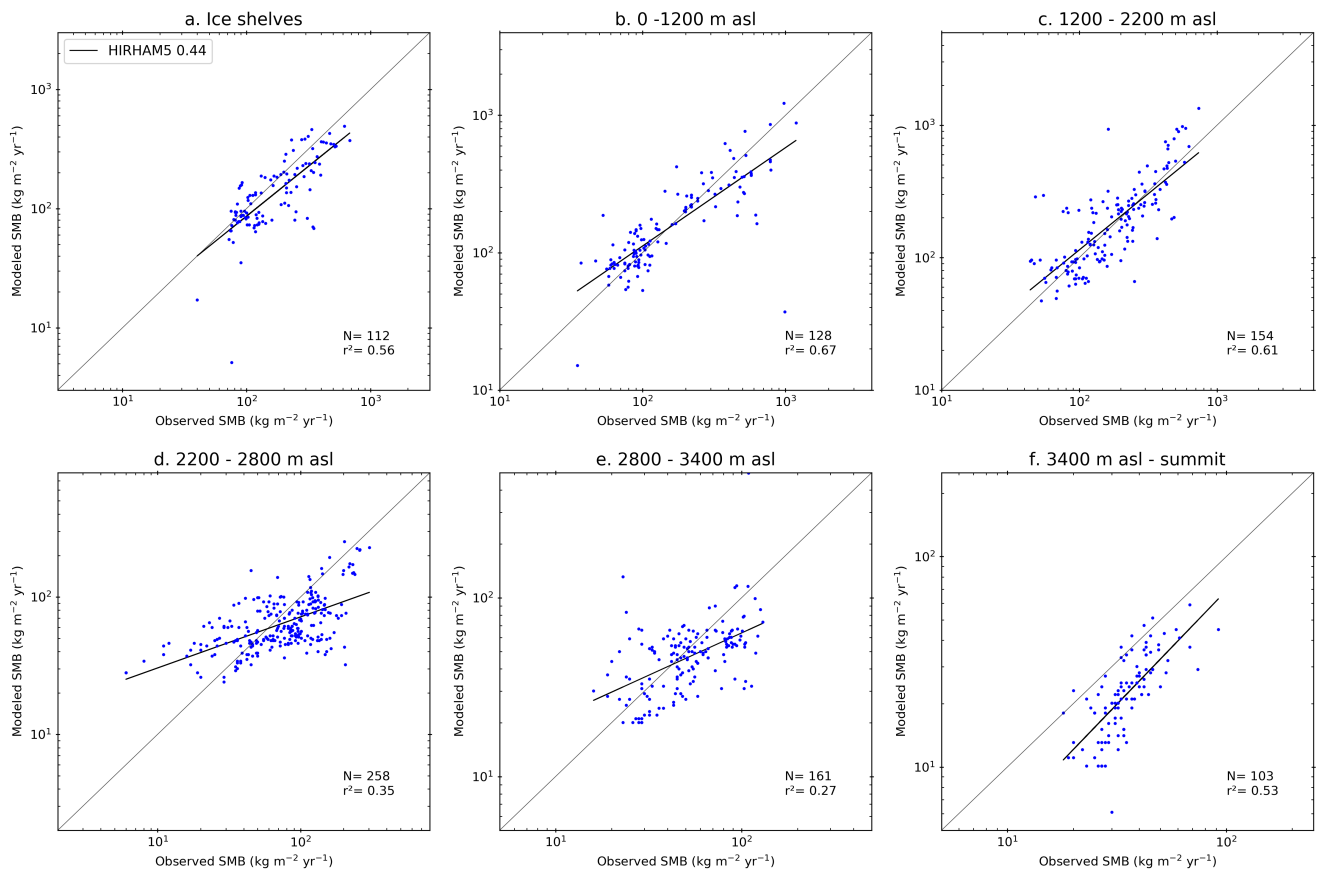 a. Ice shelves
HIRHAM5 0.44
10³
10²
10¹
10¹ 10² 10³
Modeled SMB (kg m⁻² yr⁻¹)
Observed SMB (kg m⁻² yr⁻¹)
N= 112
r²= 0.56
b. 0 -1200 m asl
10³
10²
10¹
10¹ 10² 10³
Modeled SMB (kg m⁻² yr⁻¹)
Observed SMB (kg m⁻² yr⁻¹)
N= 128
r²= 0.67
c. 1200 - 2200 m asl
10³
10²
10¹
10¹ 10² 10³
Modeled SMB (kg m⁻² yr⁻¹)
Observed SMB (kg m⁻² yr⁻¹)
N= 154
r²= 0.61
d. 2200 - 2800 m asl
10²
10¹
10¹ 10²
Modeled SMB (kg m⁻² yr⁻¹)
Observed SMB (kg m⁻² yr⁻¹)
N= 258
r²= 0.35
e. 2800 - 3400 m asl
10²
10¹
10¹ 10²
Modeled SMB (kg m⁻² yr⁻¹)
Observed SMB (kg m⁻² yr⁻¹)
N= 161
r²= 0.27
f. 3400 m asl - summit
10²
10¹
10¹ 10²
Modeled SMB (kg m⁻² yr⁻¹)
Observed SMB (kg m⁻² yr⁻¹)
N= 103
r²= 0.53